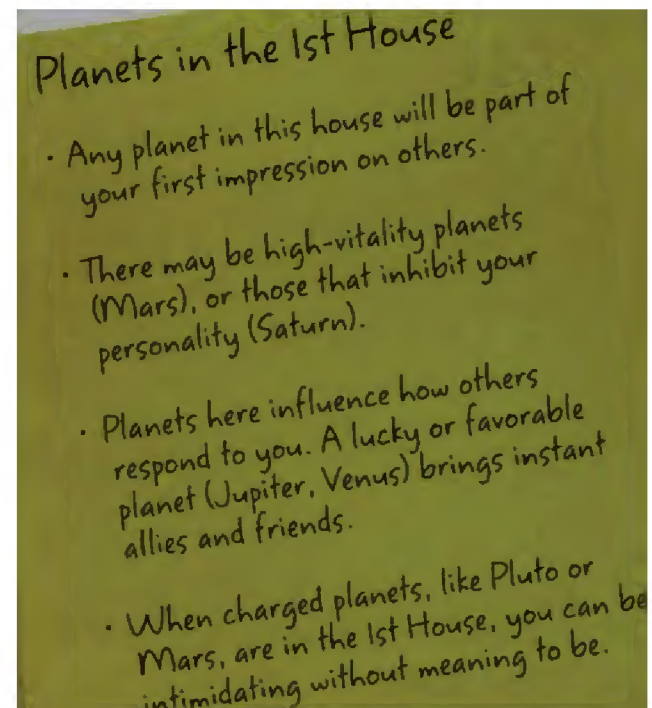 Planets in the 1st House
· Any planet in this house will be part of
your first impression on others.
· There may be high-vitality planets
(Mars), or those that inhibit your
personality (Saturn).
· Planets here influence how others
respond to you. A lucky or favorable
planet (Jupiter, Venus) brings instant
allies and friends.
· When charged planets, like Pluto or
Mars, are in the 1st House, you can be
intimidating without meaning to be.